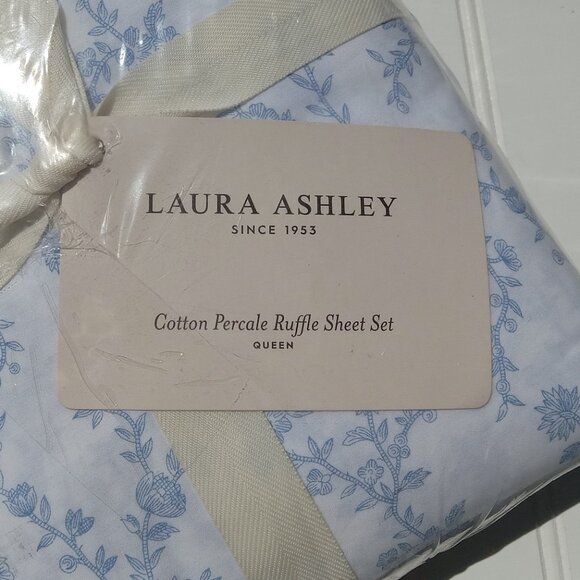 LAURA ASHLEY
SINCE 1953
Cotton Percale Ruffle Sheet Set
QUEEN